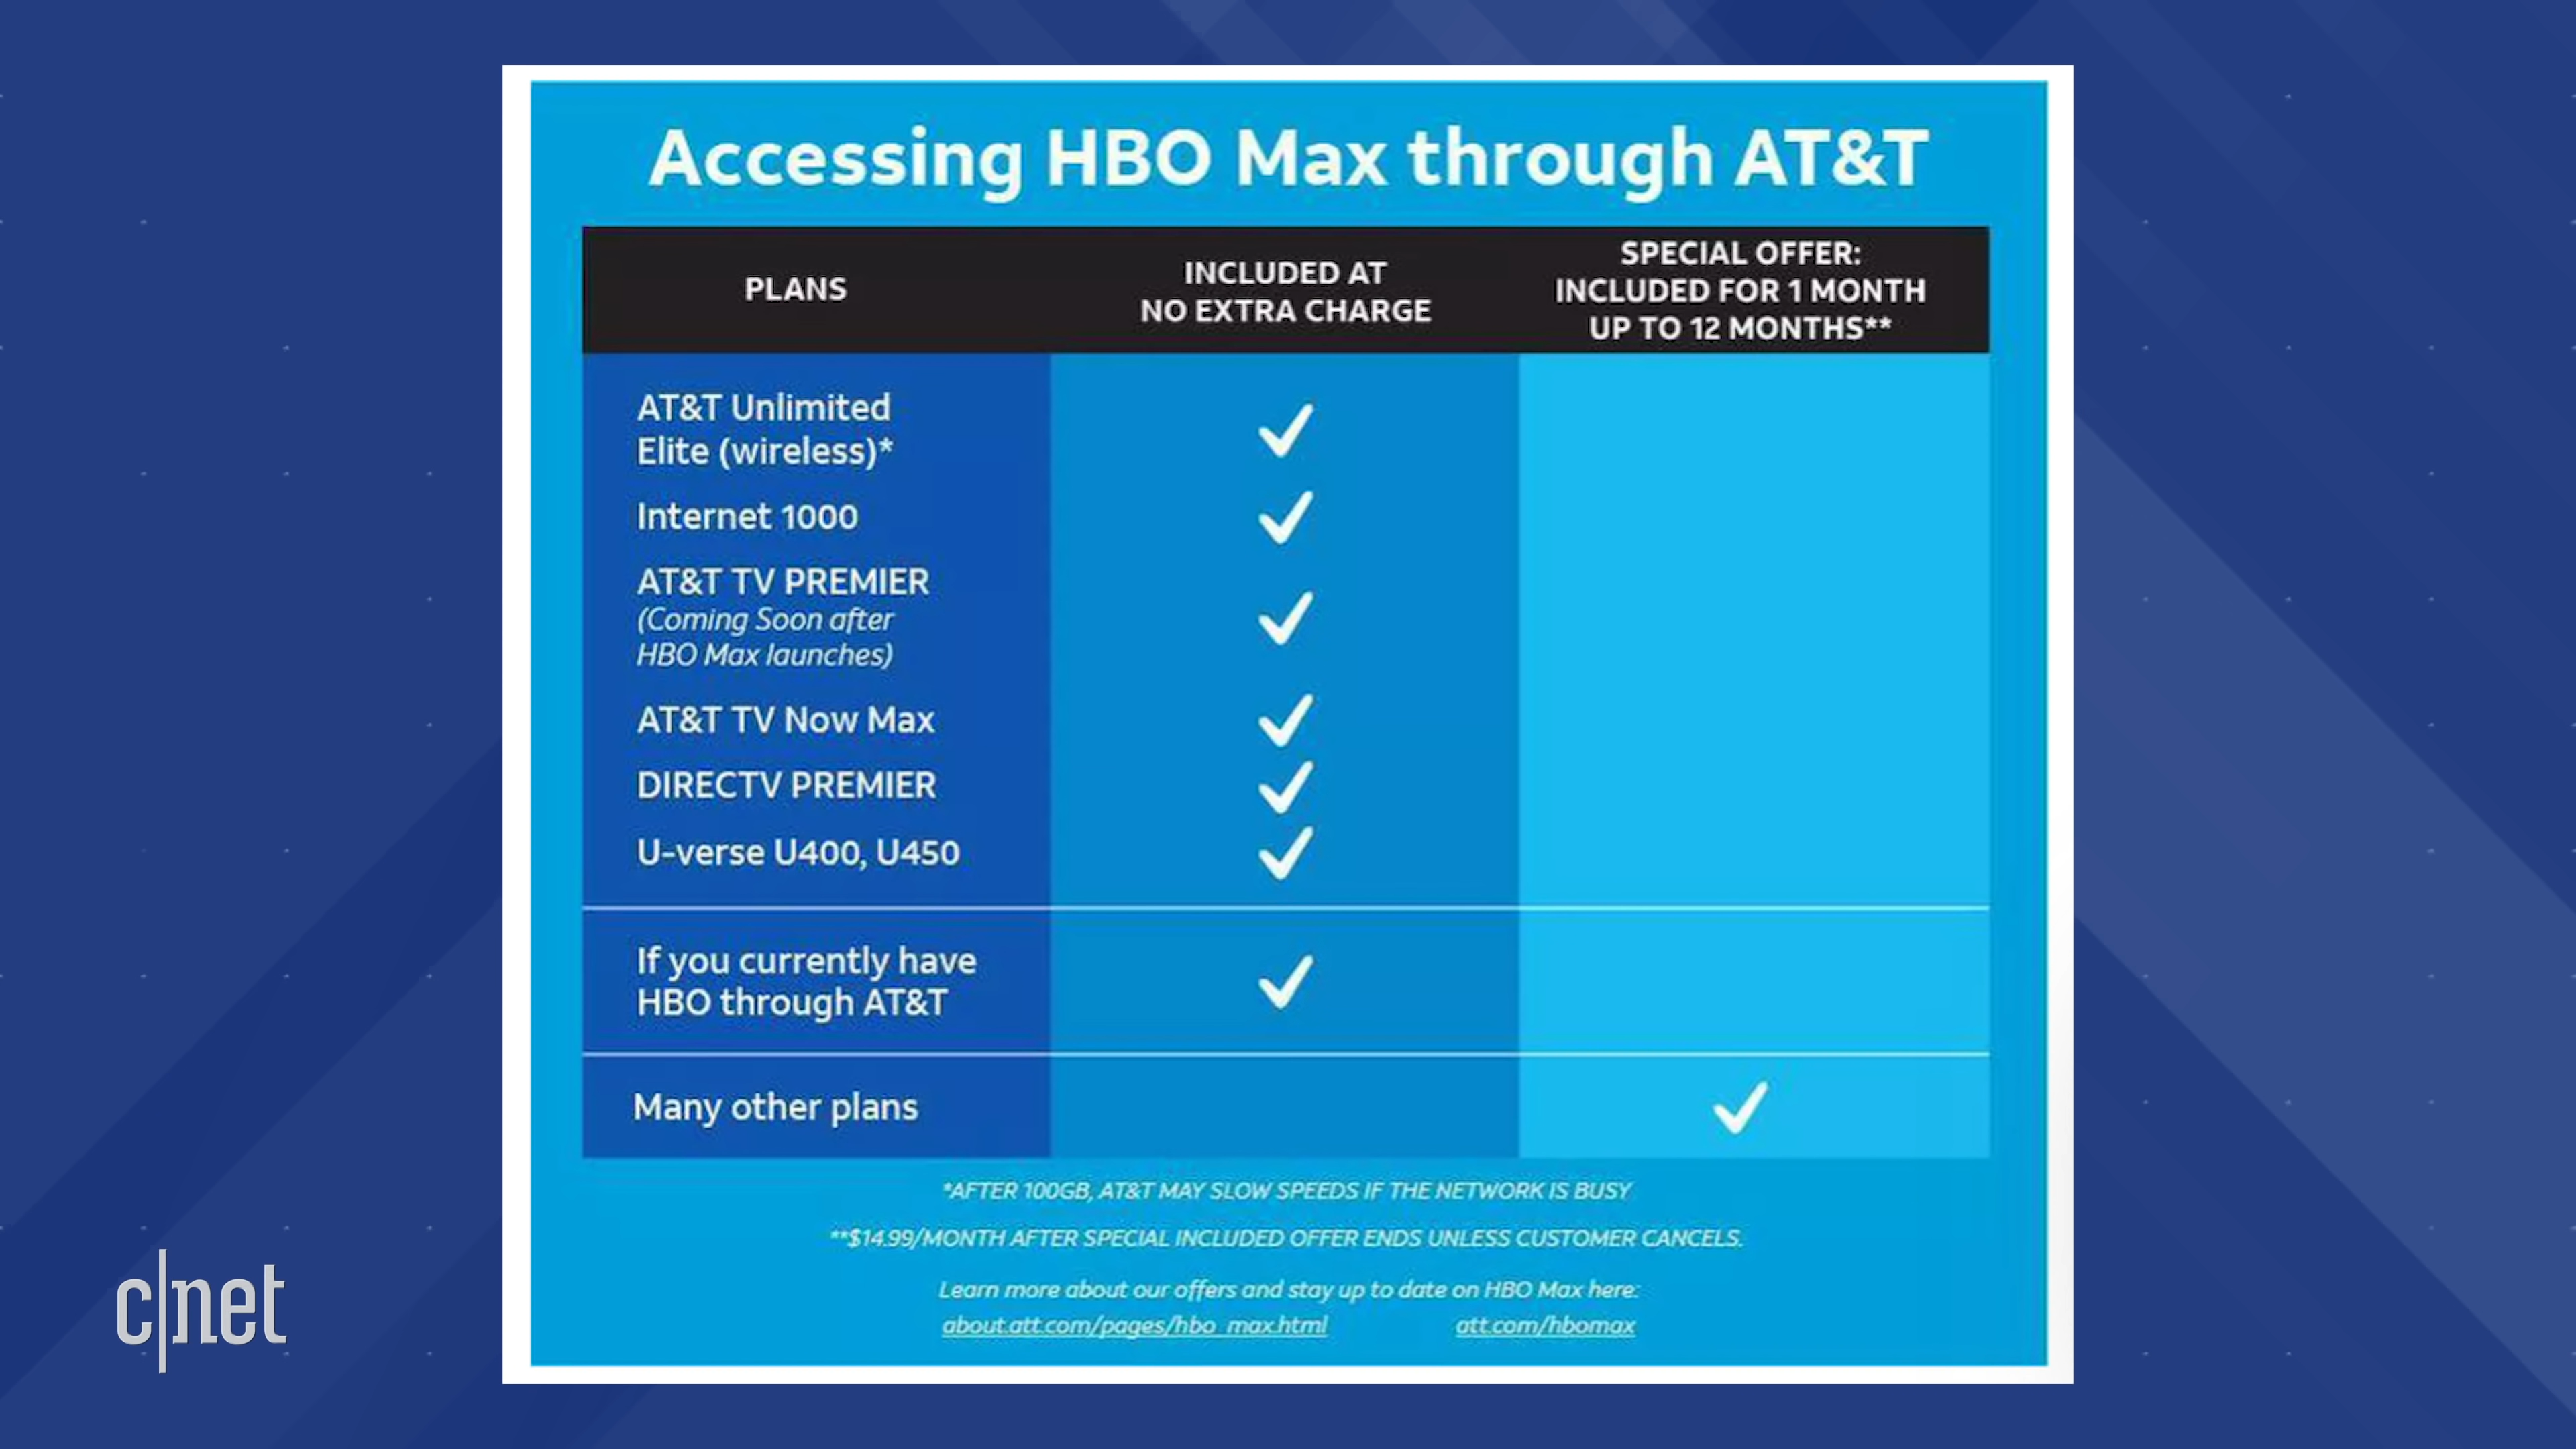 Accessing HBO Max through AT&T
PLANS
INCLUDED AT
NO EXTRA CHARGE
SPECIAL OFFER:
INCLUDED FOR 1 MONTH
UP TO 12 MONTHS**
AT&T Unlimited
Elite (wireless)*
Internet 1000
AT&T TV PREMIER
(Coming Soon after
HBO Max launches)
AT&T TV Now Max
DIRECTV PREMIER
U-verse U400, U450
If you currently have
HBO through AT&T
Many other plans
*AFTER 100GB, AT&T MAY SLOW SPEEDS IF THE NETWORK IS BUSY
**$14.99/MONTH AFTER SPECIAL INCLUDED OFFER ENDS UNLESS CUSTOMER CANCELS.
Learn more about our offers and stay up to date on HBO Max here:
about.att.com/pages/hbo_max.html
att.com/hbomax
c|net